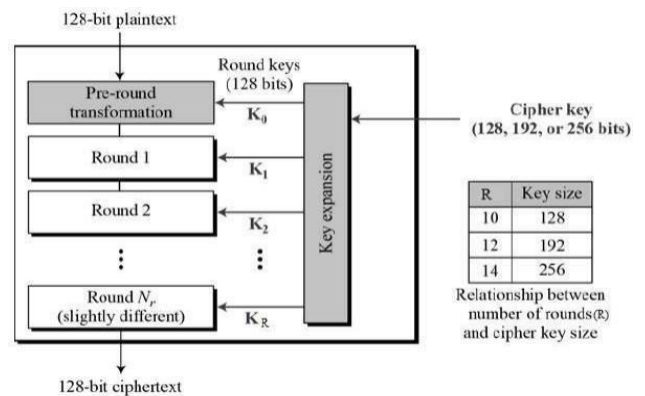 128-bit plaintext
Round keys
(128 bits)
Pre-round
transformation
K₀
Cipher key
(128, 192, or 256 bits)
Round 1
K₁
Round 2
K₂
Key expansion
⋮
⋮
Round Nᵣ
(slightly different)
K_R
R Key size
10 128
12 192
14 256
Relationship between
number of rounds(R)
and cipher key size
128-bit ciphertext